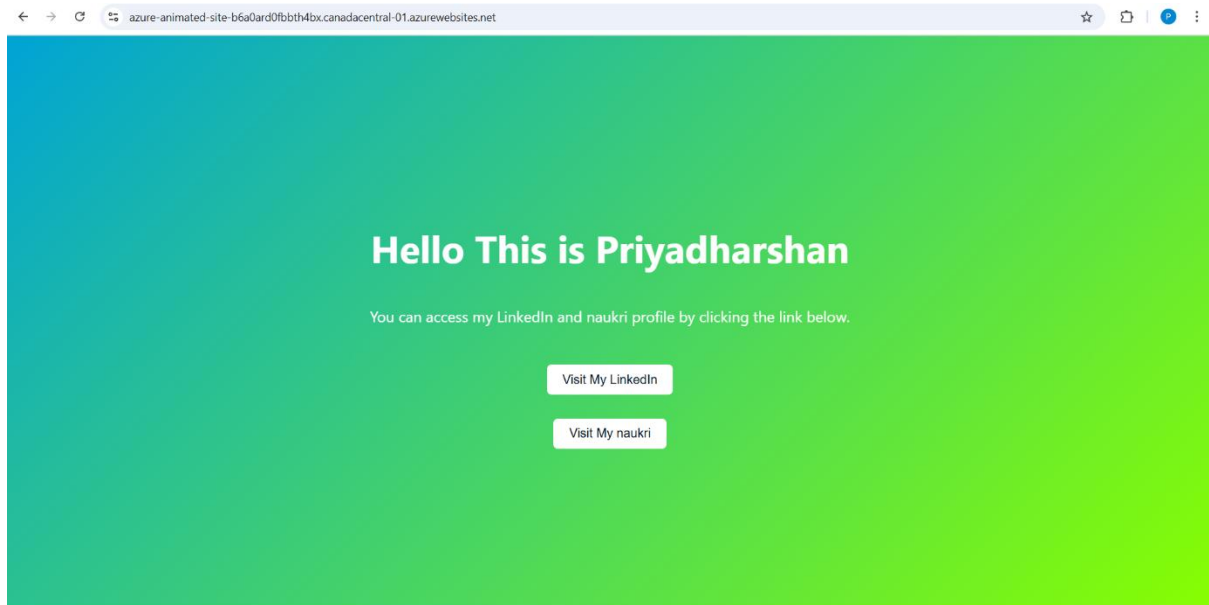 azure-animated-site-b6a0ard0fbbth4bx.canadacentral-01.azurewebsites.net
P
Hello This is Priyadharshan
You can access my LinkedIn and naukri profile by clicking the link below.
Visit My LinkedIn
Visit My naukri